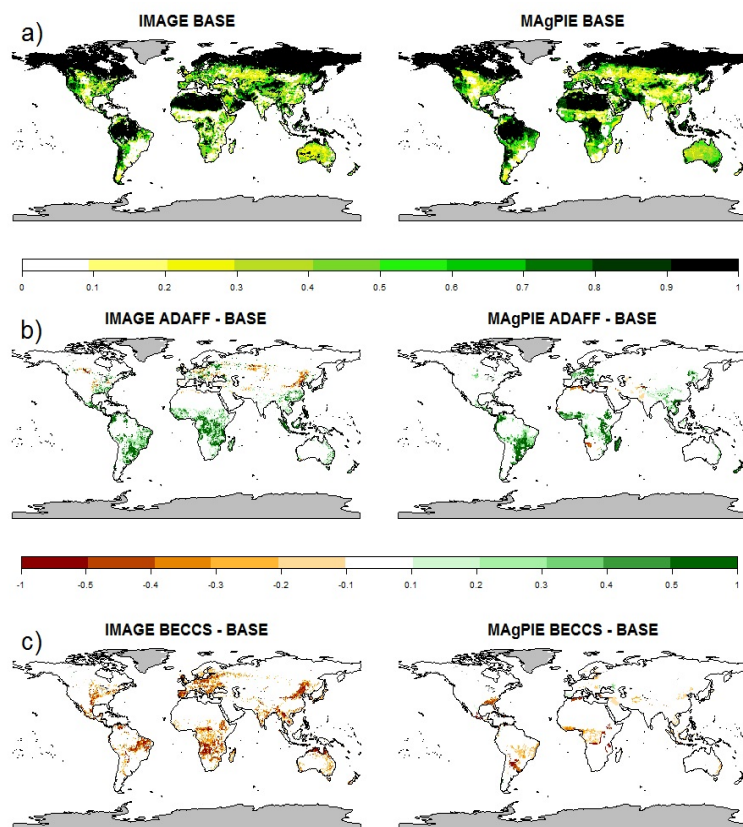 a)
IMAGE BASE
MAgPIE BASE
0 0.1 0.2 0.3 0.4 0.5 0.6 0.7 0.8 0.9 1
b)
IMAGE ADAFF - BASE
MAgPIE ADAFF - BASE
-1 -0.5 -0.4 -0.3 -0.2 -0.1 0.1 0.2 0.3 0.4 0.5 1
c)
IMAGE BECCS - BASE
MAgPIE BECCS - BASE